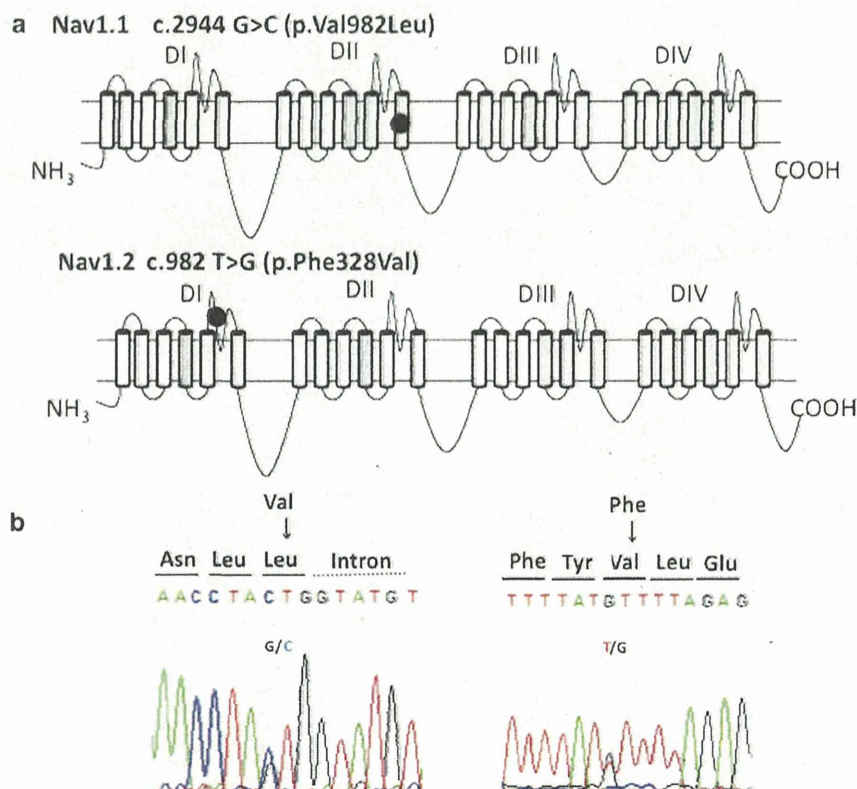 a Nav1.1 c.2944 G>C (p.Val982Leu)
DI DII DIII DIV
NH3 COOH
Nav1.2 c.982 T>G (p.Phe328Val)
DI DII DIII DIV
NH3 COOH
b
Val Phe
Asn Leu Leu Intron Phe Tyr Val Leu Glu
AACCTACTGGTATGT TTTTATGTTTTAGAG
G/C T/G